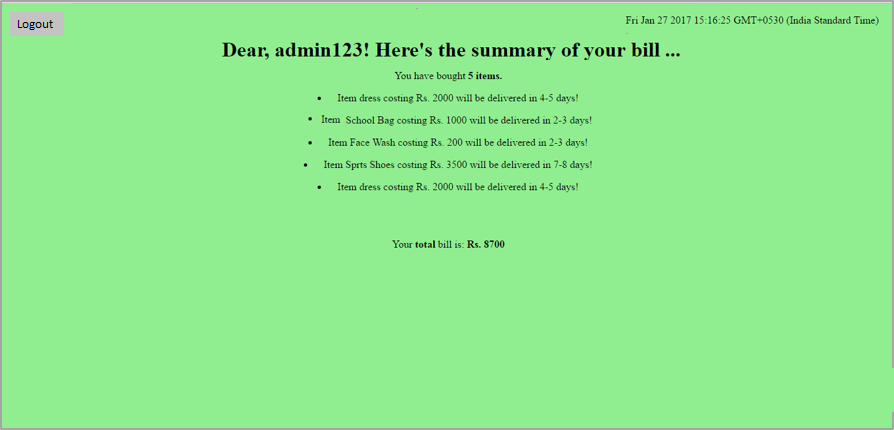 Logout
Fri Jan 27 2017 15:16:25 GMT+0530 (India Standard Time)
Dear, admin123! Here's the summary of your bill ...
You have bought 5 items.
• Item dress costing Rs. 2000 will be delivered in 4-5 days!
• Item School Bag costing Rs. 1000 will be delivered in 2-3 days!
• Item Face Wash costing Rs. 200 will be delivered in 2-3 days!
• Item Sprts Shoes costing Rs. 3500 will be delivered in 7-8 days!
• Item dress costing Rs. 2000 will be delivered in 4-5 days!
Your total bill is: Rs. 8700